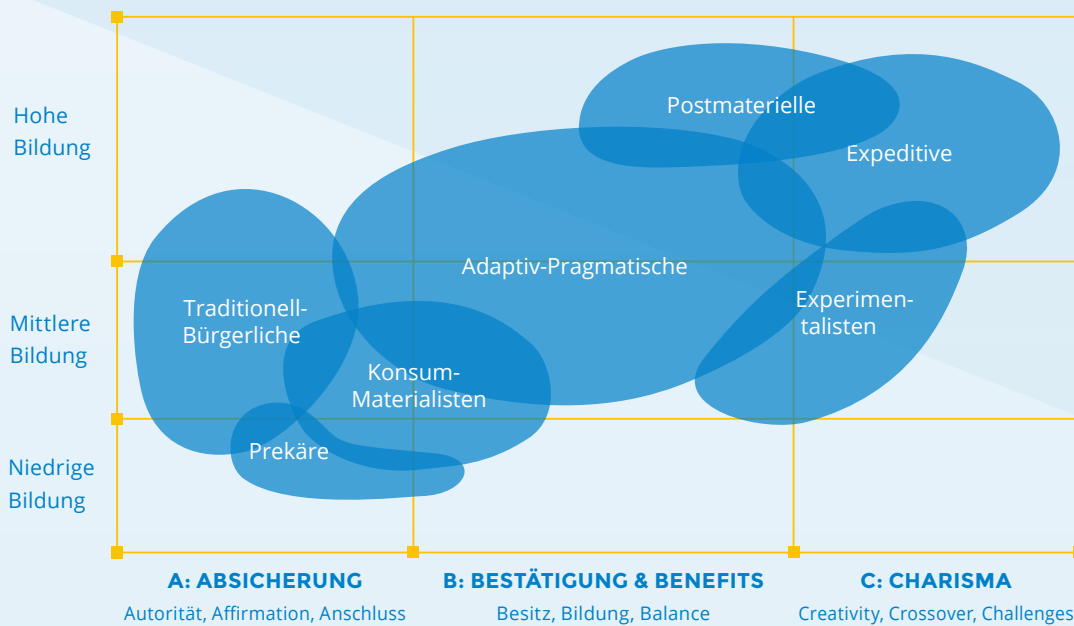 Hohe
Bildung
Postmaterielle
Expeditive
Adaptiv-Pragmatische
Mittlere
Bildung
Traditionell-
Bürgerliche
Experimen-
talisten
Konsum-
Materialisten
Prekäre
Niedrige
Bildung
A: ABSICHERUNG
Autorität, Affirmation, Anschluss
B: BESTÄTIGUNG & BENEFITS
Besitz, Bildung, Balance
C: CHARISMA
Creativity, Crossover, Challenges